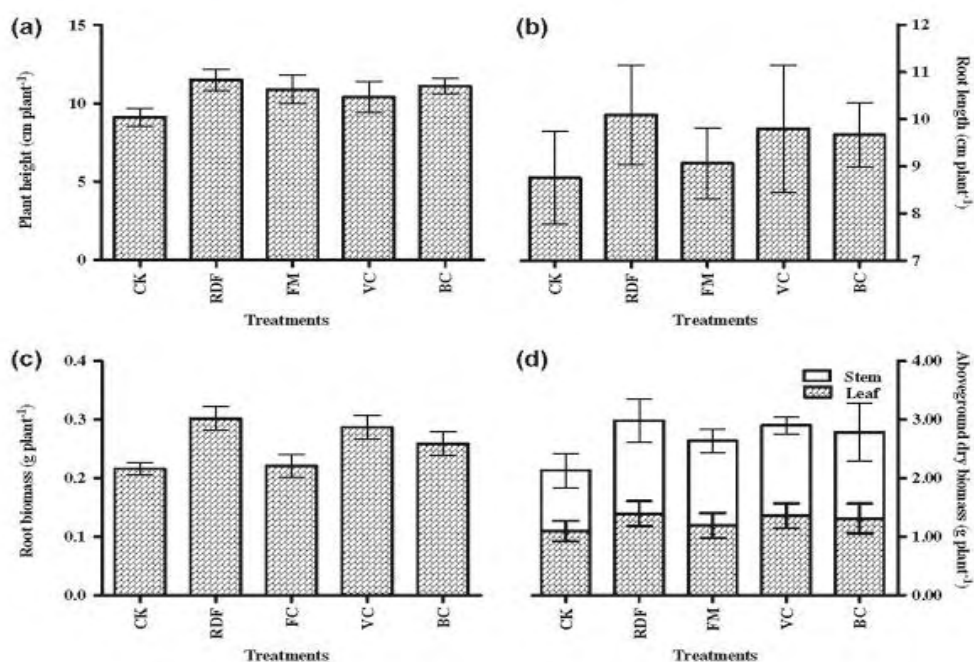 (a)
15
10
5
0
Plant height (cm plant⁻¹)
CK
RDF
FM
VC
BC
Treatments
(b)
12
11
10
9
8
7
Root length (cm plant⁻¹)
CK
RDF
FM
VC
BC
Treatments
(c)
0.4
0.3
0.2
0.1
0.0
Root biomass (g plant⁻¹)
CK
RDF
FC
VC
BC
Treatments
(d)
Stem
Leaf
4.00
3.00
2.00
1.00
0.00
Aboveground dry biomass (g plant⁻¹)
CK
RDF
FM
VC
BC
Treatments